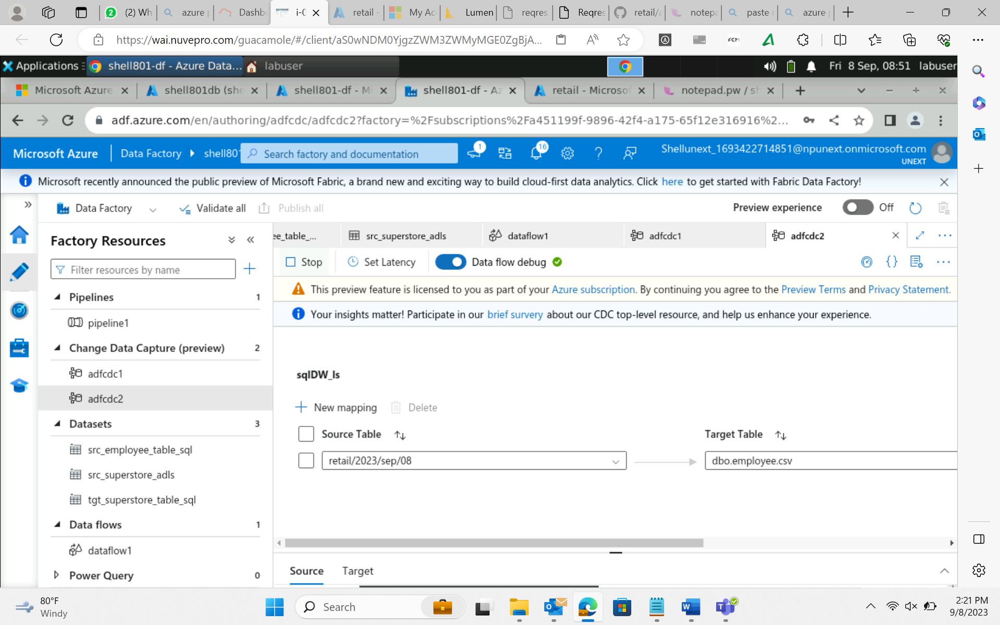 (2) Wh
azure p
Dashb
i-0
retail -
My Ac
Lumen
reqres.
Reqres
retail/a
notepa
paste r
azure
https://wai.nuvepro.com/guacamole/#/client/aS0wNDM0YjgzZWM3ZWMyMGE0ZgBjA...
Applications
shell801-df - Azure Data...
labuser
Fri 8 Sep, 08:51 labuser
Microsoft Azure
shell801db (she
shell801-df - Mi
shell801-df - Az
retail - Microsof
notepad.pw / sh
adf.azure.com/en/authoring/adfcdc/adfcdc2?factory=%2Fsubscriptions%2Fa451199f-9896-42f4-a175-65f12e316916%2...
Microsoft Azure
Data Factory
shell801
Search factory and documentation
1
16
Shellunext_1693422714851@npunext.onmicrosoft.com
UNEXT
Microsoft recently announced the public preview of Microsoft Fabric, a brand new and exciting way to build cloud-first data analytics. Click here to get started with Fabric Data Factory!
Data Factory
Validate all
Publish all
Preview experience
Off
Factory Resources
ee_table_...
src_superstore_adls
dataflow1
adfcdc1
adfcdc2
Filter resources by name
Stop
Set Latency
Data flow debug
This preview feature is licensed to you as part of your Azure subscription. By continuing you agree to the Preview Terms and Privacy Statement.
Your insights matter! Participate in our brief survery about our CDC top-level resource, and help us enhance your experience.
Pipelines 1
pipeline1
Change Data Capture (preview) 2
adfcdc1
adfcdc2
Datasets 3
src_employee_table_sql
src_superstore_adls
tgt_superstore_table_sql
Data flows 1
dataflow1
Power Query 0
sqlDW_ls
New mapping
Delete
Source Table
Target Table
retail/2023/sep/08
dbo.employee.csv
Source
Target
80°F
Windy
Search
2:21 PM
9/8/2023